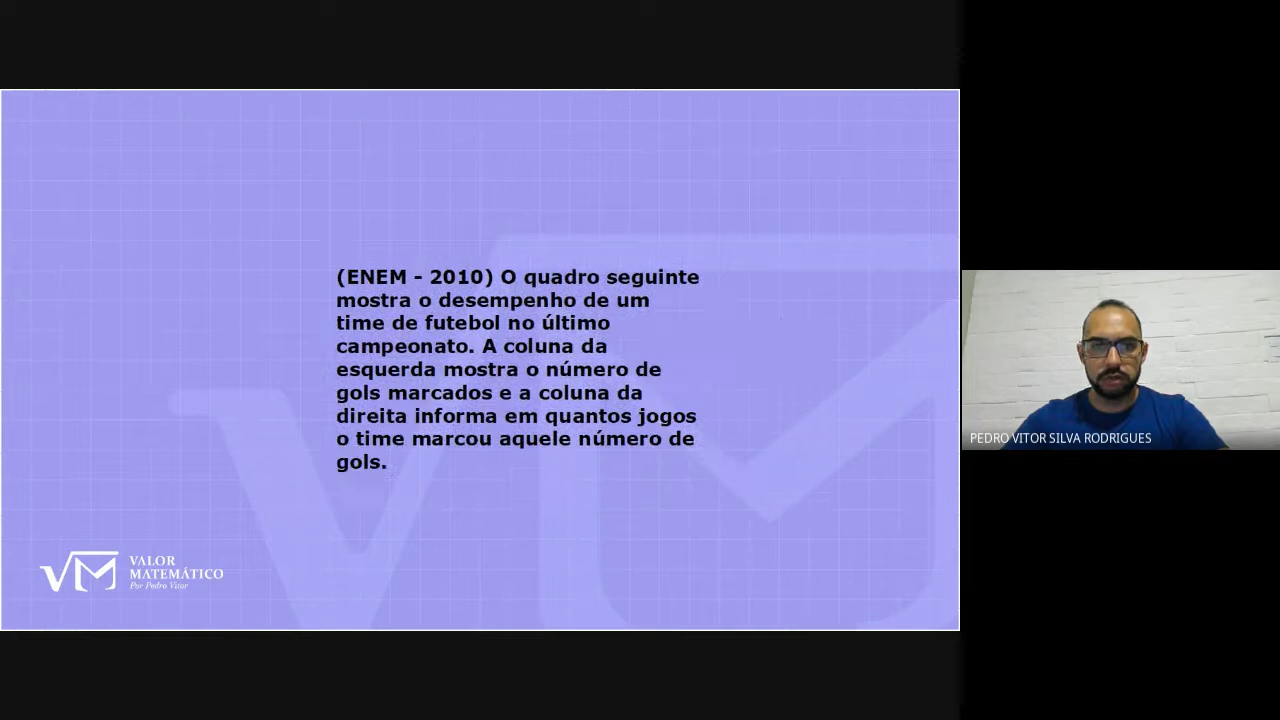 (ENEM - 2010) O quadro seguinte
mostra o desempenho de um
time de futebol no último
campeonato. A coluna da
esquerda mostra o número de
gols marcados e a coluna da
direita informa em quantos jogos
o time marcou aquele número de
gols.
PEDRO VITOR SILVA RODRIGUES
VM VALOR
MATEMÁTICO
Por Pedro Vitor